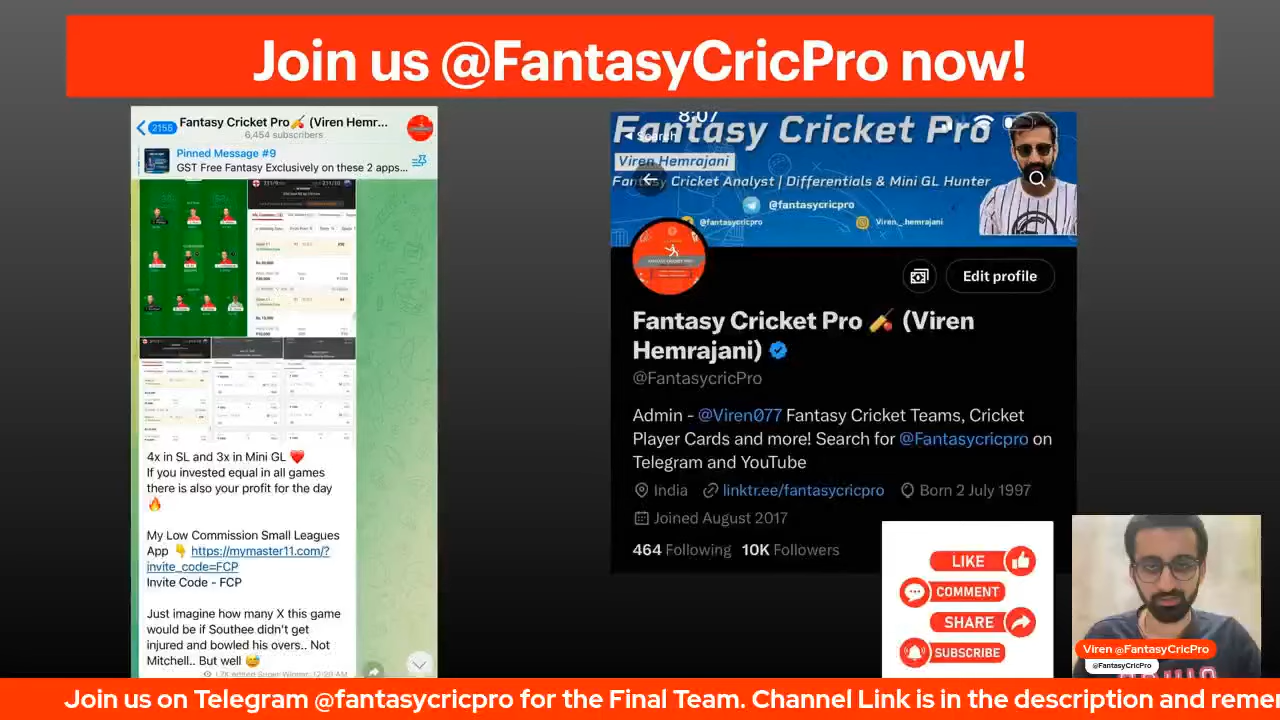 Join us @FantasyCricPro now!
2155
Fantasy Cricket Pro🏏 (Viren Hemr...
6,454 subscribers
Pinned Message #9
GST Free Fantasy Exclusively on these 2 apps...
4x in SL and 3x in Mini GL ❤️
If you invested equal in all games
there is also your profit for the day
🔥
My Low Commission Small Leagues
App 👇 https://mymaster11.com/?
invite_code=FCP
Invite Code - FCP
Just imagine how many X this game
would be if Southee didn't get
injured and bowled his overs.. Not
Mitchell.. But well 😅
8:07
Search
Fantasy Cricket Pro
Viren Hemrajani
Fantasy Cricket Analyst | Differentials & Mini GL Hunter
@fantasycricpro
@fantasycricpro
Viren__hemrajani
Edit profile
Fantasy Cricket Pro 🏏 (Viren
Hemrajani)
@FantasycricPro
Admin - @Viren077 Fantasy Cricket Teams, Cricket
Player Cards and more! Search for @Fantasycricpro on
Telegram and YouTube
India linktr.ee/fantasycricpro Born 2 July 1997
Joined August 2017
464 Following 10K Followers
LIKE
COMMENT
SHARE
SUBSCRIBE
Viren @FantasyCricPro
@FantasyCricPro
Join us on Telegram @fantasycricpro for the Final Team. Channel Link is in the description and reme